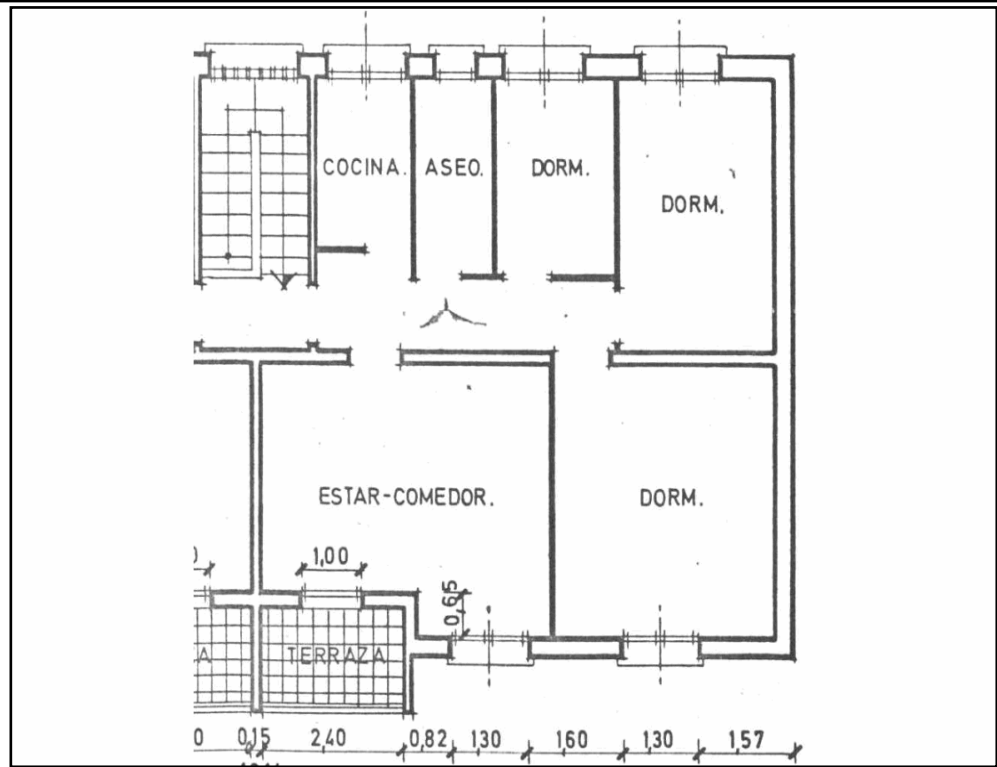 COCINA. ASEO. DORM.
DORM.
ESTAR-COMEDOR. DORM.
1,00
0,65
A TERRAZA
0 0,15 2,40 0,82 1,30 1,60 1,30 1,57